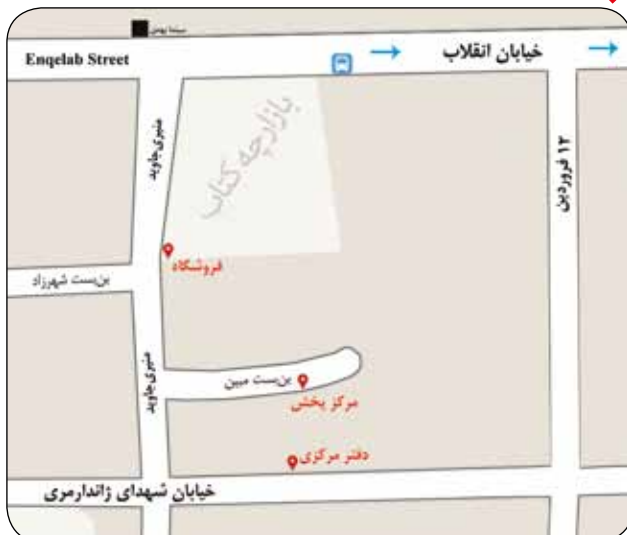 سینما بهمن
Enqelab Street
خیابان انقلاب
منیری‌جاوید
بازارچه کتاب
۱۲ فروردین
فروشگاه
بن‌بست شهرزاد
منیری‌جاوید
بن‌بست مبین
مرکز پخش
دفتر مرکزی
خیابان شهدای ژاندارمری